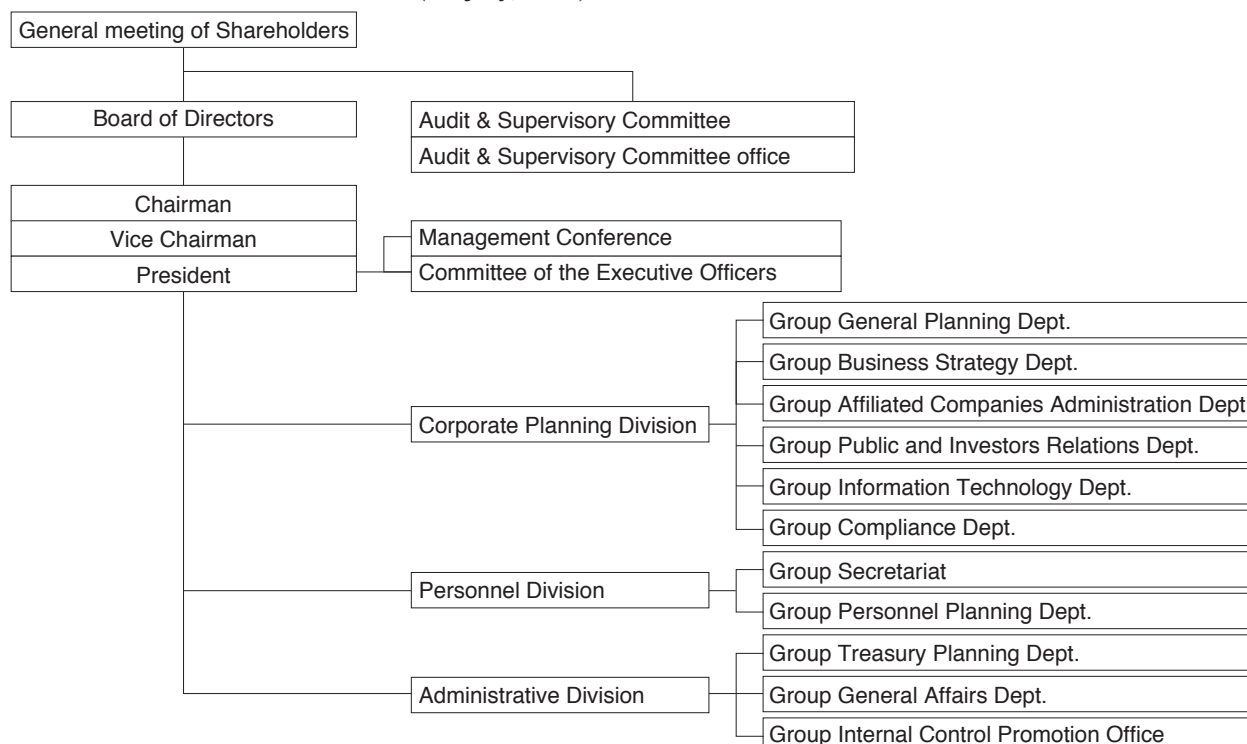 General meeting of Shareholders
Board of Directors
Audit & Supervisory Committee
Audit & Supervisory Committee office
Chairman
Vice Chairman
President
Management Conference
Committee of the Executive Officers
Corporate Planning Division
Group General Planning Dept.
Group Business Strategy Dept.
Group Affiliated Companies Administration Dept
Group Public and Investors Relations Dept.
Group Information Technology Dept.
Group Compliance Dept.
Personnel Division
Group Secretariat
Group Personnel Planning Dept.
Administrative Division
Group Treasury Planning Dept.
Group General Affairs Dept.
Group Internal Control Promotion Office